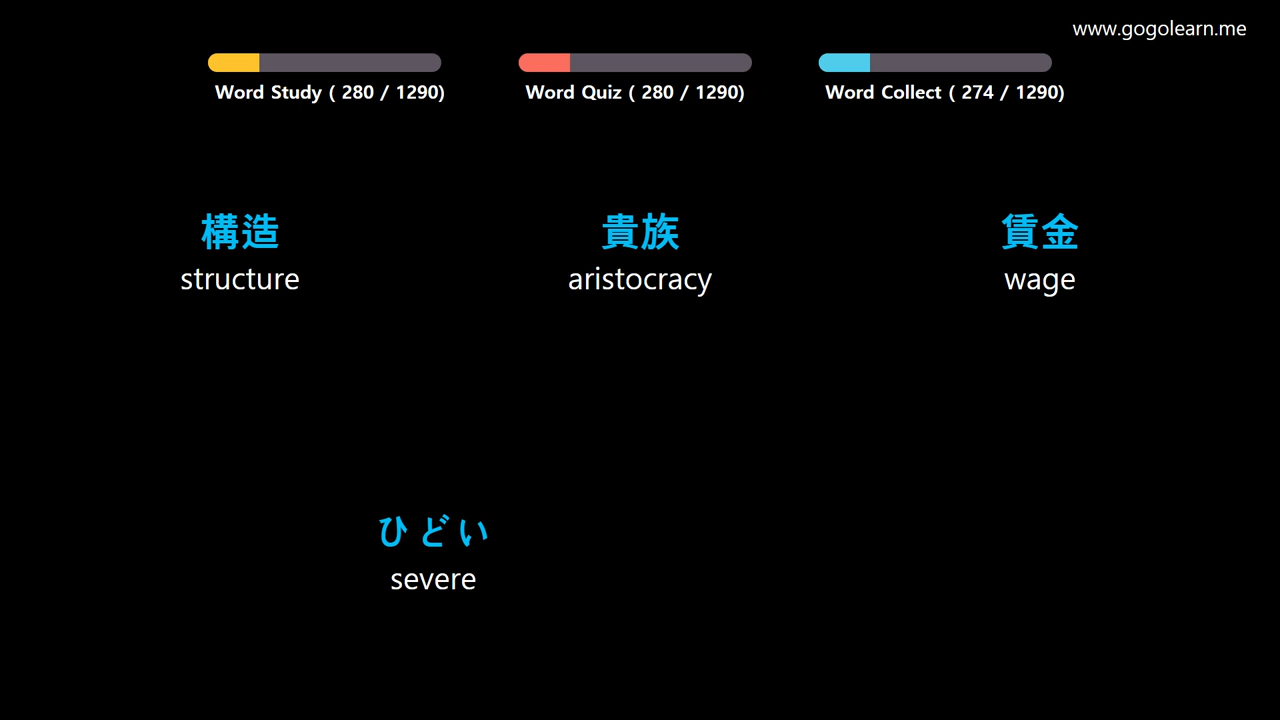 www.gogolearn.me
Word Study ( 280 / 1290)
Word Quiz ( 280 / 1290)
Word Collect ( 274 / 1290)
構造
structure
貴族
aristocracy
賃金
wage
ひどい
severe